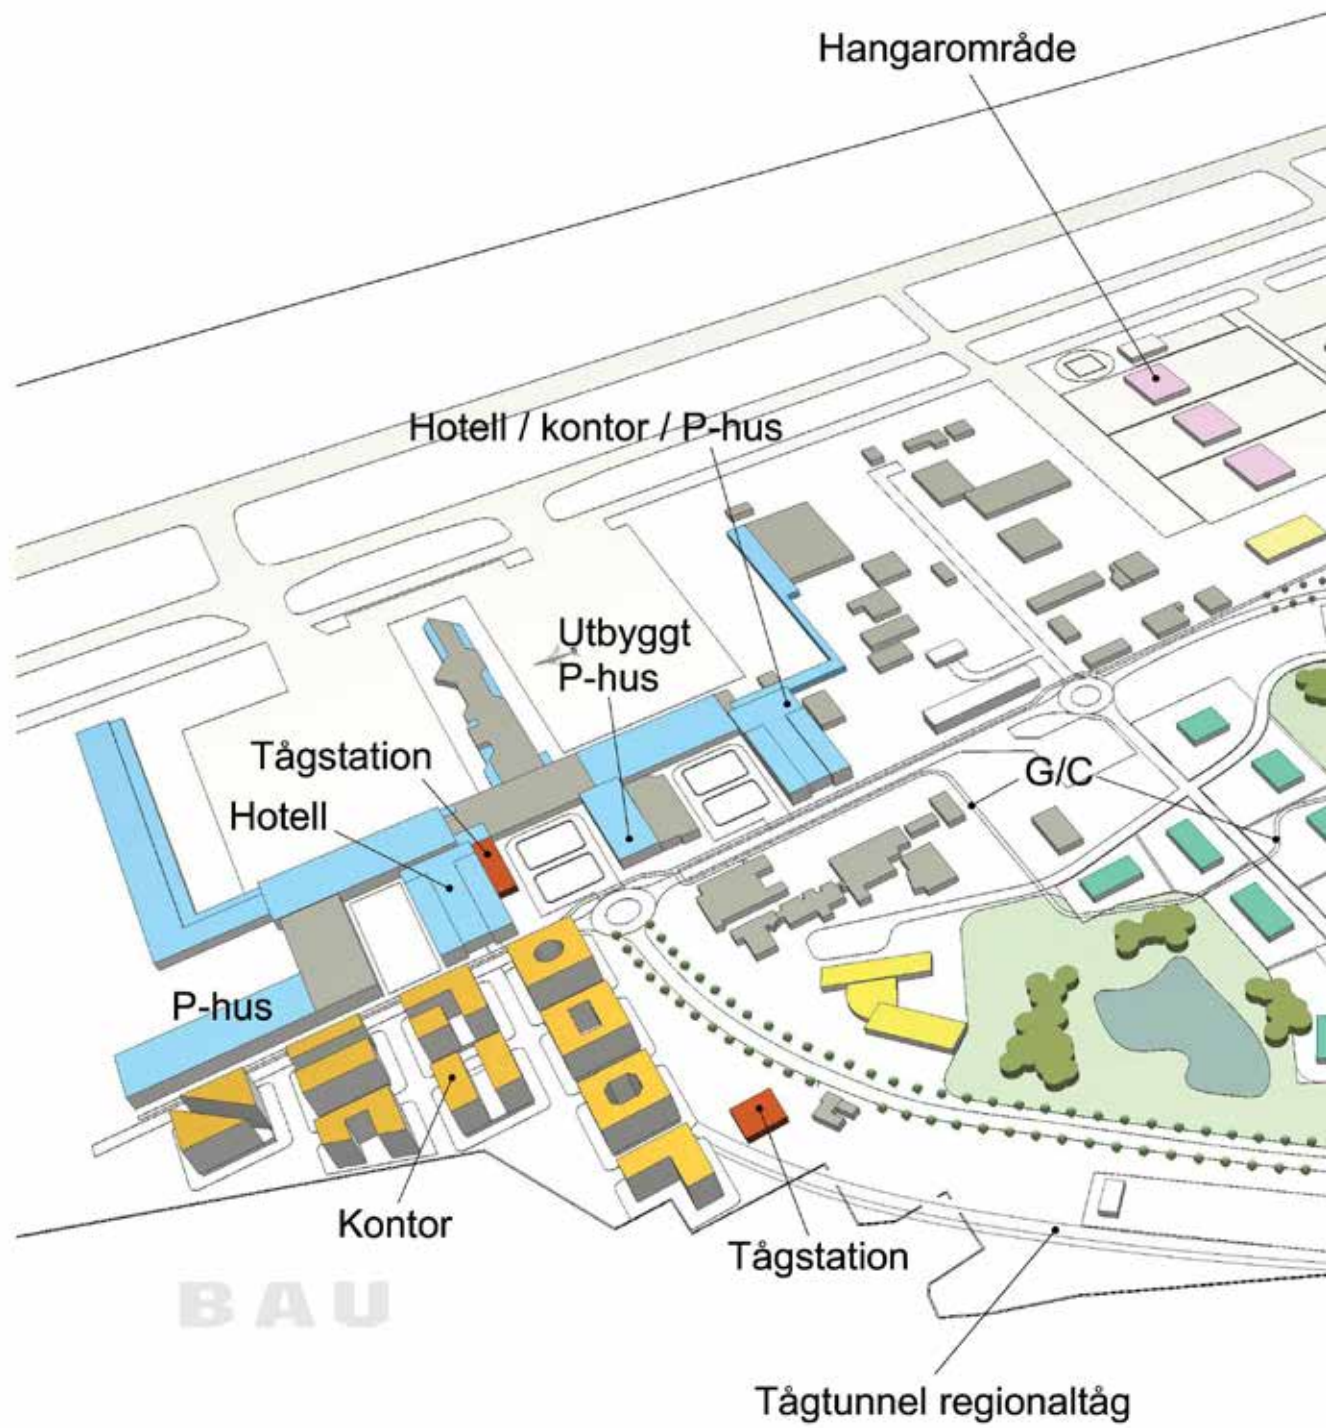 Hangarområde
Hotell / kontor / P-hus
Utbyggt
P-hus
Tågstation
G/C
Hotell
P-hus
Kontor
Tågstation
BAU
Tågtunnel regionaltåg